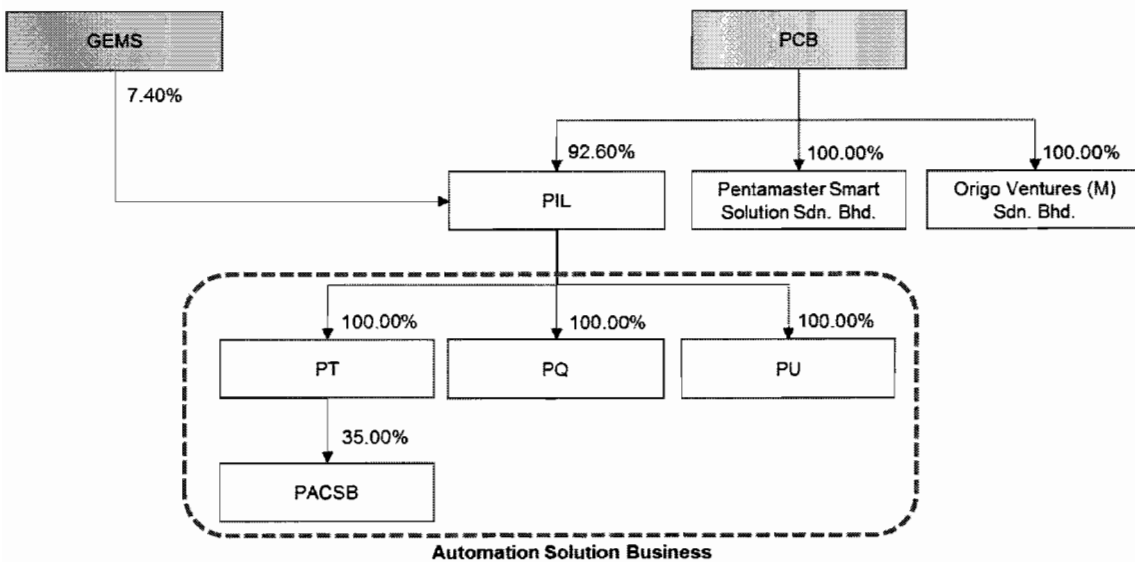 GEMS
PCB
7.40%
92.60%
100.00%
100.00%
PIL
Pentamaster Smart
Solution Sdn. Bhd.
Origo Ventures (M)
Sdn. Bhd.
100.00%
100.00%
100.00%
PT
PQ
PU
35.00%
PACSB
Automation Solution Business